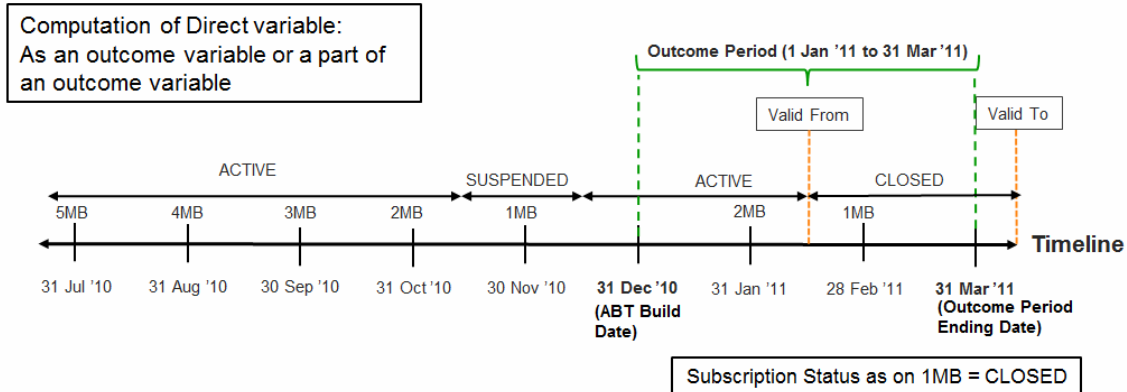 Computation of Direct variable:
As an outcome variable or a part of
an outcome variable
Outcome Period (1 Jan '11 to 31 Mar '11)
Valid From
Valid To
ACTIVE
SUSPENDED
ACTIVE
CLOSED
5MB
4MB
3MB
2MB
1MB
2MB
1MB
Timeline
31 Jul '10
31 Aug '10
30 Sep '10
31 Oct '10
30 Nov '10
31 Dec '10
(ABT Build
Date)
31 Jan '11
28 Feb '11
31 Mar '11
(Outcome Period
Ending Date)
Subscription Status as on 1MB = CLOSED